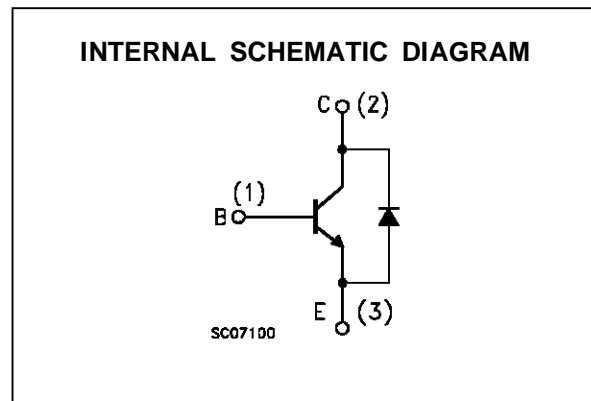 INTERNAL SCHEMATIC DIAGRAM
C (2)
(1)
B
E (3)
SC07100